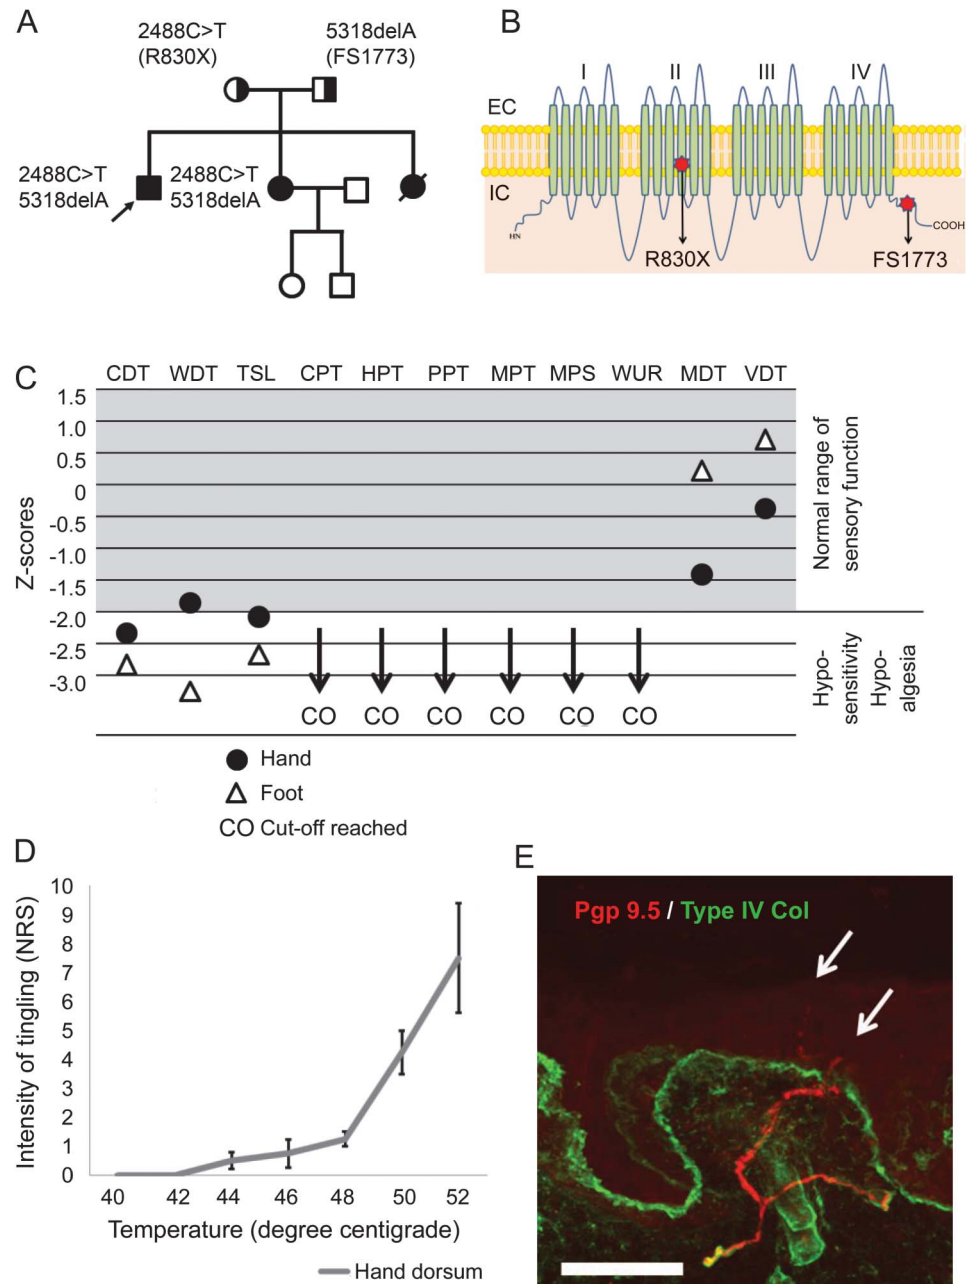 A
2488C>T
(R830X)
5318delA
(FS1773)
2488C>T
5318delA
2488C>T
5318delA
B
I II III IV
EC
IC
HN
COOH
R830X
FS1773
C
CDT WDT TSL CPT HPT PPT MPT MPS WUR MDT VDT
1.5
1.0
0.5
0
-0.5
-1.0
-1.5
-2.0
-2.5
-3.0
Z-scores
Normal range of
sensory function
Hypo-
sensitivity
Hypo-
algesia
CO CO CO CO CO CO
Hand
Foot
CO Cut-off reached
D
Intensity of tingling (NRS)
10
9
8
7
6
5
4
3
2
1
0
40 42 44 46 48 50 52
Temperature (degree centigrade)
Hand dorsum
E
Pgp 9.5 / Type IV Col